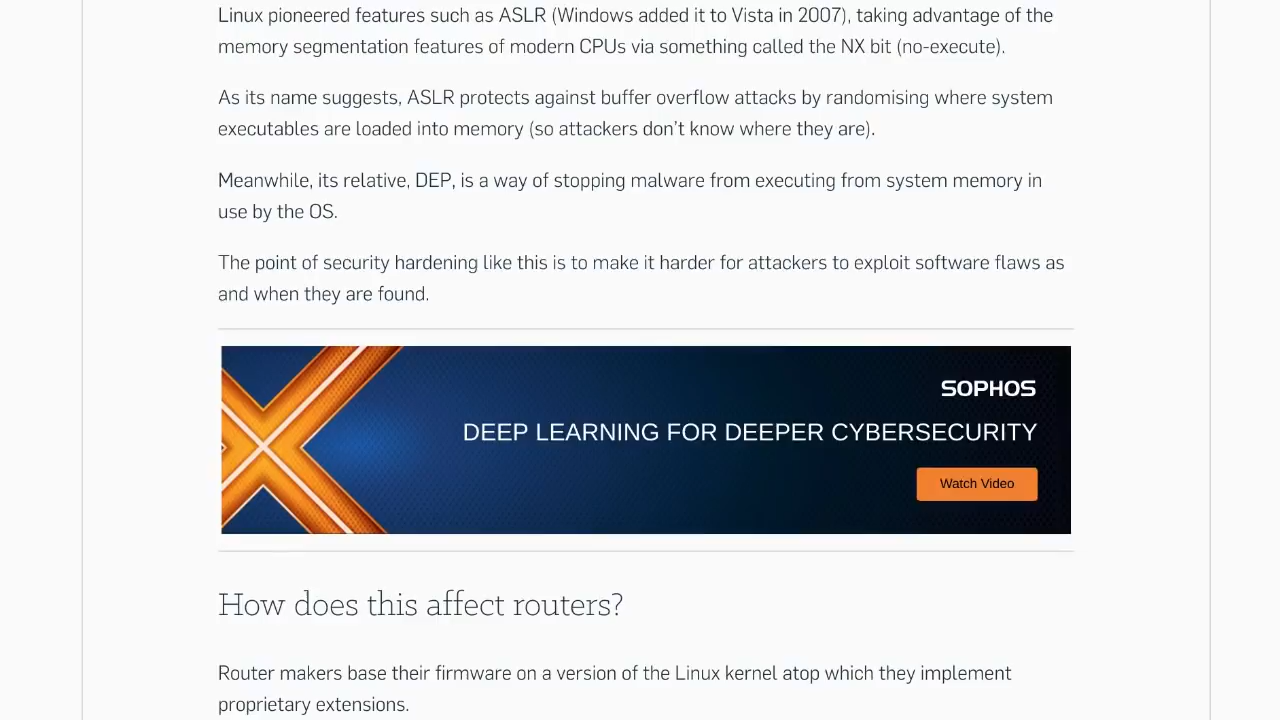 Linux pioneered features such as ASLR (Windows added it to Vista in 2007), taking advantage of the
memory segmentation features of modern CPUs via something called the NX bit (no-execute).
As its name suggests, ASLR protects against buffer overflow attacks by randomising where system
executables are loaded into memory (so attackers don’t know where they are).
Meanwhile, its relative, DEP, is a way of stopping malware from executing from system memory in
use by the OS.
The point of security hardening like this is to make it harder for attackers to exploit software flaws as
and when they are found.
SOPHOS
DEEP LEARNING FOR DEEPER CYBERSECURITY
Watch Video
How does this affect routers?
Router makers base their firmware on a version of the Linux kernel atop which they implement
proprietary extensions.